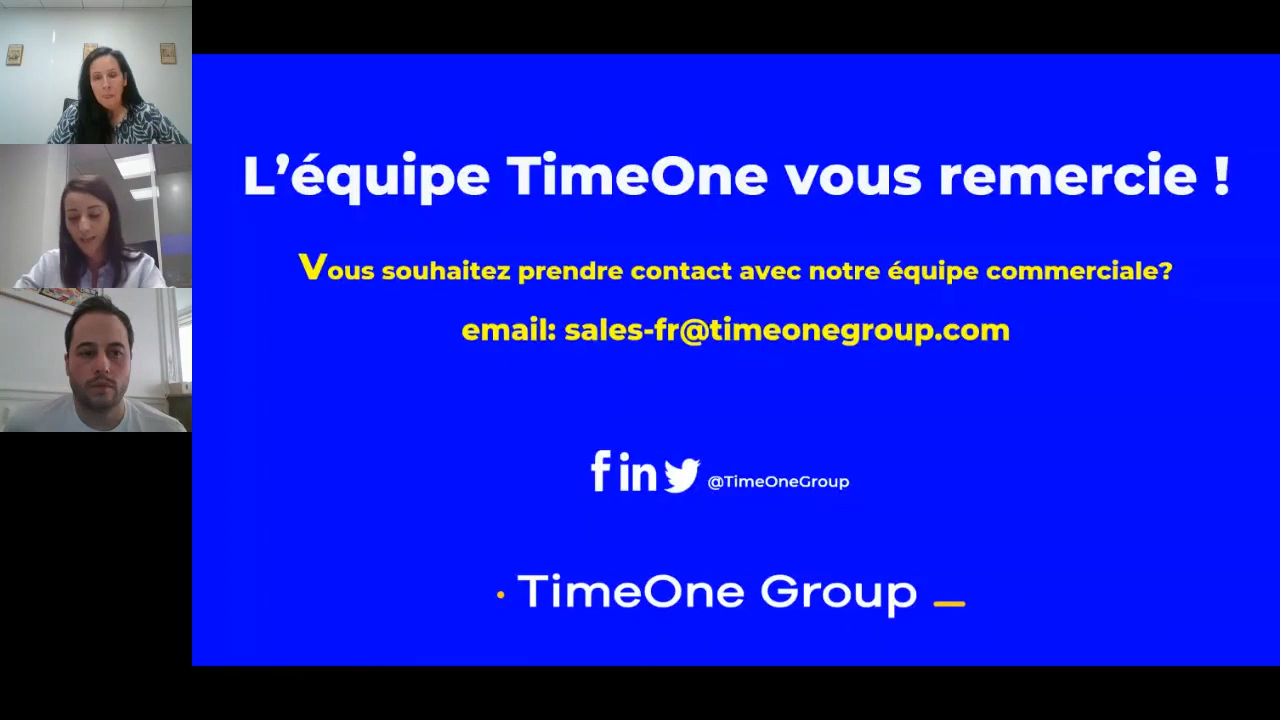 L’équipe TimeOne vous remercie !
Vous souhaitez prendre contact avec notre équipe commerciale?
email: sales-fr@timeonegroup.com
f in @TimeOneGroup
TimeOne Group